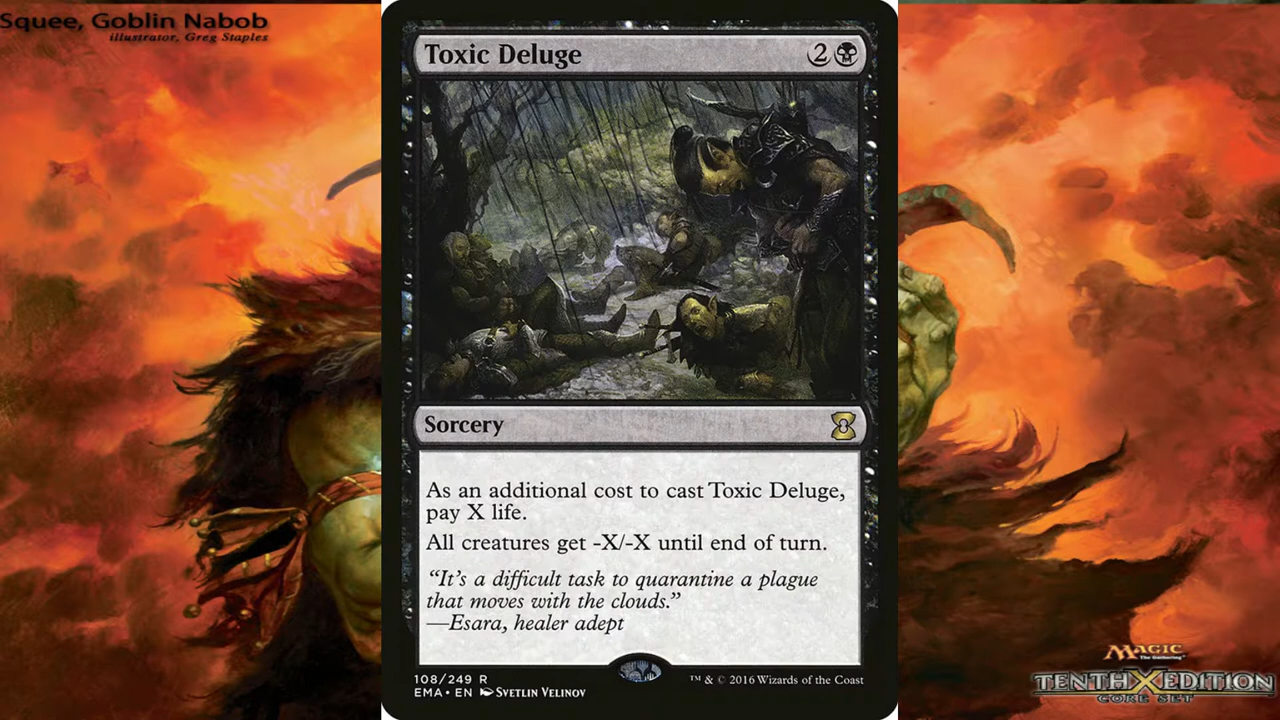 Squee, Goblin Nabob
illustrator, Greg Staples
Toxic Deluge 2
Sorcery
As an additional cost to cast Toxic Deluge,
pay X life.
All creatures get -X/-X until end of turn.
“It’s a difficult task to quarantine a plague
that moves with the clouds.”
—Esara, healer adept
108/249 R
EMA • EN Svetlin Velinov
™ & © 2016 Wizards of the Coast
Magic
The Gathering
Tenth Edition
Core Set